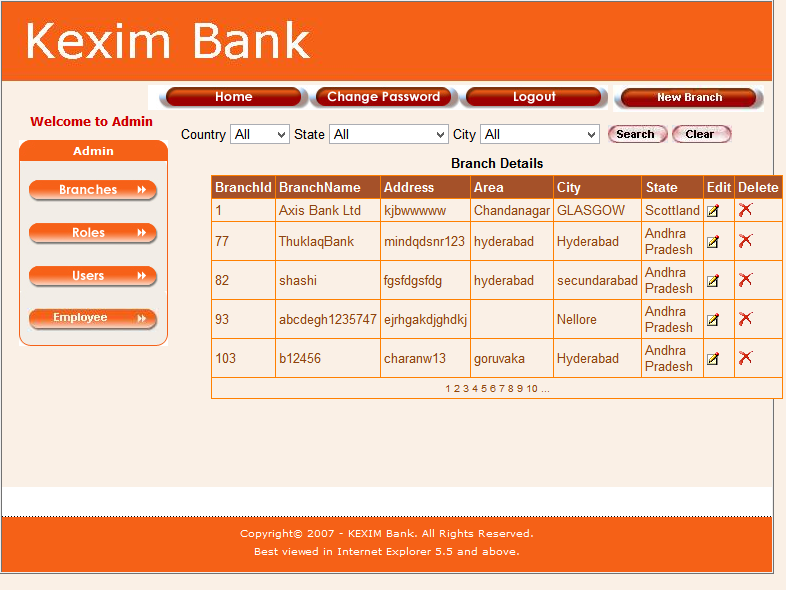 Kexim Bank
Home Change Password Logout New Branch
Welcome to Admin
Country All State All City All Search Clear
Admin
Branches
Roles
Users
Employee
Branch Details
BranchId BranchName Address Area City State Edit Delete
1 Axis Bank Ltd kjbwwwww Chandanagar GLASGOW Scottland
77 ThuklaqBank mindqdsnr123 hyderabad Hyderabad Andhra
Pradesh
82 shashi fgsfdgsfdg hyderabad secundarabad Andhra
Pradesh
93 abcdegh1235747 ejrhgakdjghdkj Nellore Andhra
Pradesh
103 b12456 charanw13 goruvaka Hyderabad Andhra
Pradesh
1 2 3 4 5 6 7 8 9 10 ...
Copyright© 2007 - KEXIM Bank. All Rights Reserved.
Best viewed in Internet Explorer 5.5 and above.